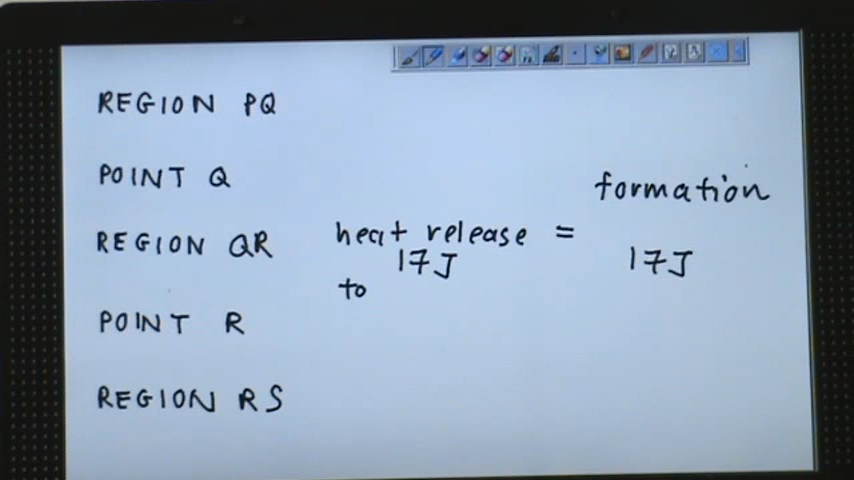 REGION PQ
POINT Q
formation
REGION QR
heat release =
17J
17J
to
POINT R
REGION RS